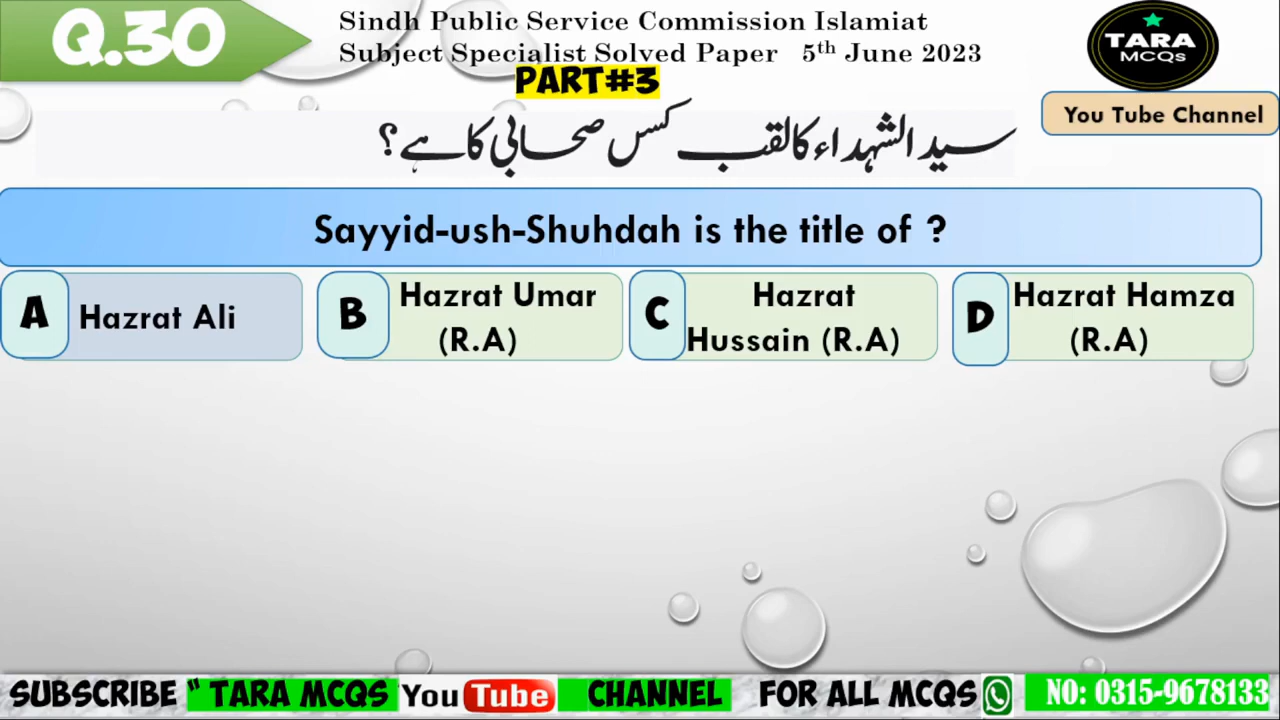 Q.30
Sindh Public Service Commission Islamiat
Subject Specialist Solved Paper 5th June 2023
PART#3
TARA
MCQs
You Tube Channel
سید الشہداء کا لقب کس صحابی کا ہے؟
Sayyid-ush-Shuhdah is the title of ?
A Hazrat Ali
B Hazrat Umar
(R.A)
C Hazrat
Hussain (R.A)
D Hazrat Hamza
(R.A)
SUBSCRIBE " TARA MCQS YouTube CHANNEL FOR ALL MCQS NO: 0315-9678133